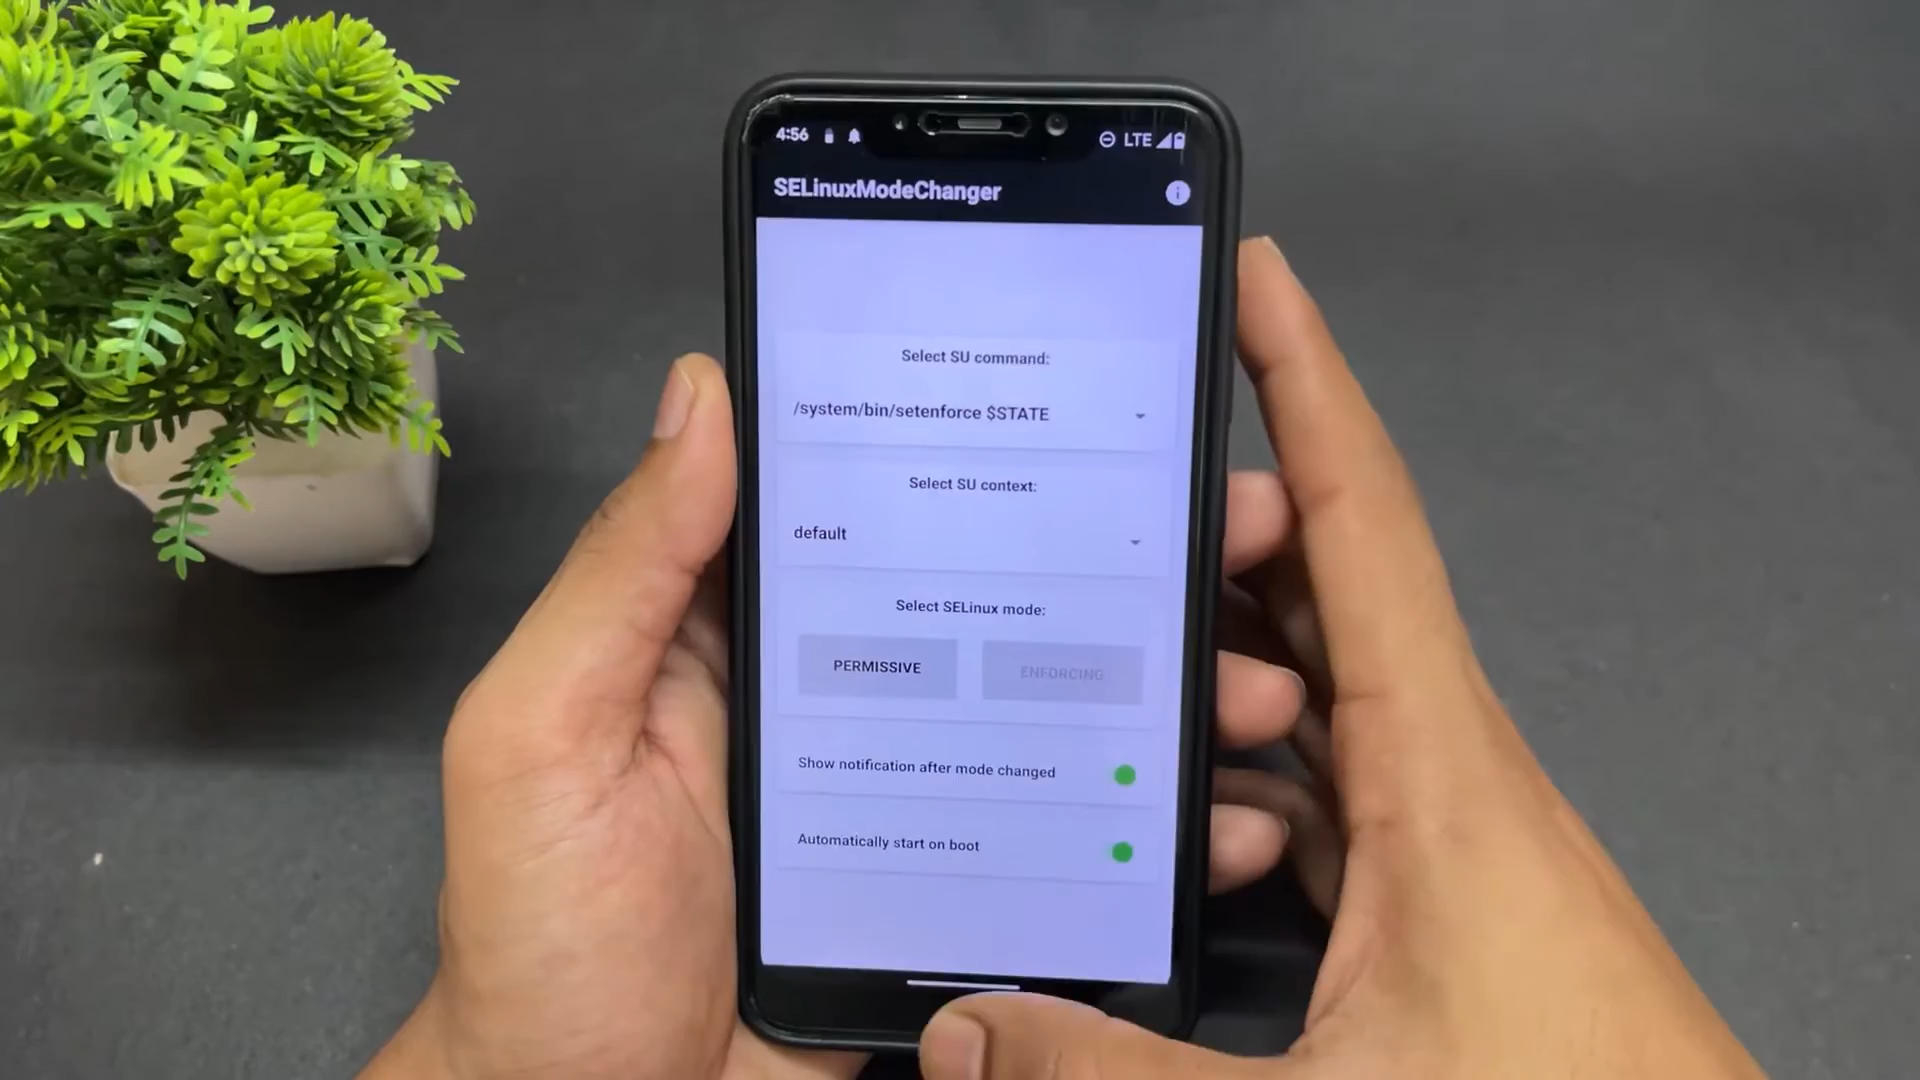 4:56
LTE
SELinuxModeChanger
Select SU command:
/system/bin/setenforce $STATE
Select SU context:
default
Select SELinux mode:
PERMISSIVE
ENFORCING
Show notification after mode changed
Automatically start on boot